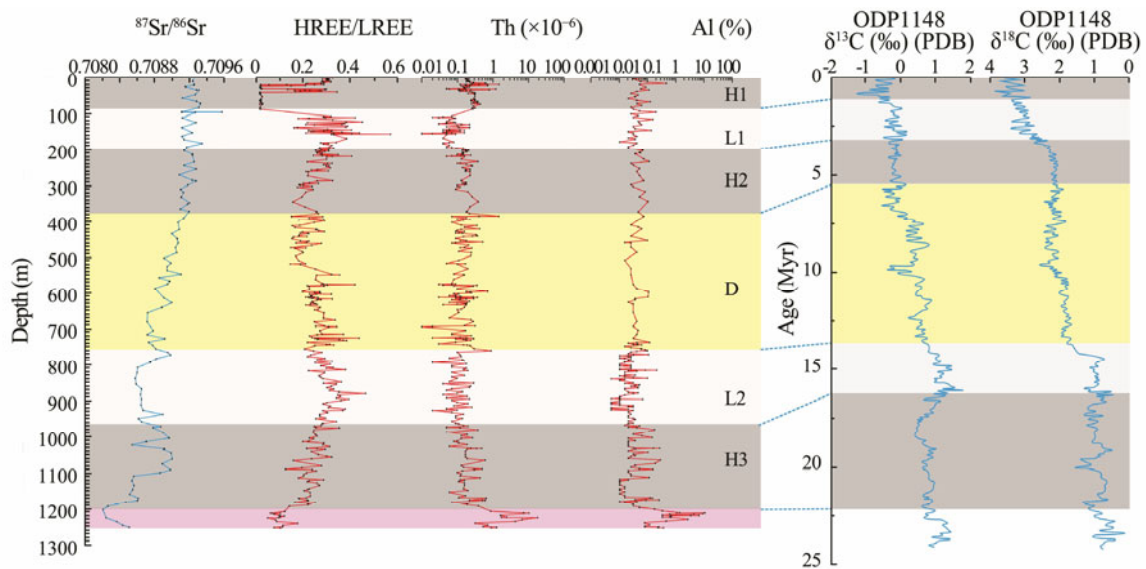 ⁸⁷Sr/⁸⁶Sr HREE/LREE Th (×10⁻⁶) Al (%) ODP1148 δ¹³C (‰) (PDB) ODP1148 δ¹⁸O (‰) (PDB)
0.7080 0.7088 0.7096 0 0.2 0.4 0.6 0.01 0.1 1 10 100 0.001 0.01 0.1 1 10 100 -2 -1 0 1 2 4 3 2 1 0
Depth (m)
0
100
200
300
400
500
600
700
800
900
1000
1100
1200
1300
H1
L1
H2
D
L2
H3
Age (Myr)
0
5
10
15
20
25